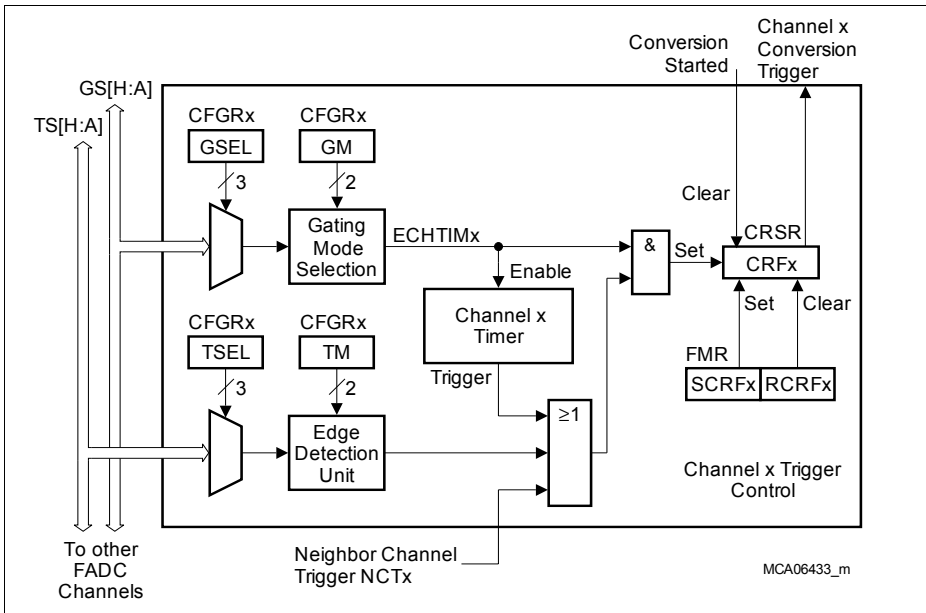 Conversion
Started
Channel x
Conversion
Trigger
GS[H:A]
TS[H:A]
CFGRx
GSEL
3
CFGRx
GM
2
Gating
Mode
Selection
ECHTIMx
Enable
Channel x
Timer
Trigger
&
Set
Clear
CRSR
CRFx
Set
Clear
FMR
SCRFx
RCRFx
CFGRx
TSEL
3
CFGRx
TM
2
Edge
Detection
Unit
≥1
Channel x Trigger
Control
To other
FADC
Channels
Neighbor Channel
Trigger NCTx
MCA06433_m